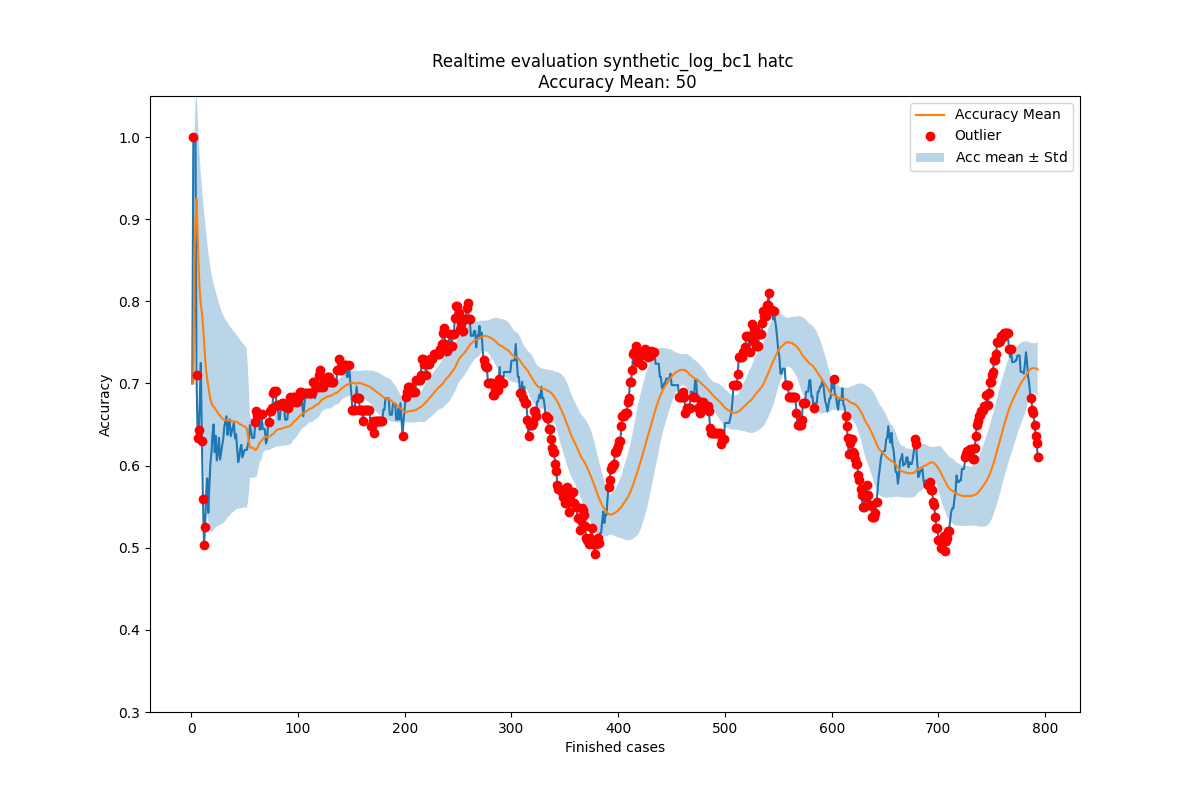 Realtime evaluation synthetic_log_bc1 hatc
Accuracy Mean: 50
Accuracy Mean
Outlier
Acc mean ± Std
Accuracy
1.0
0.9
0.8
0.7
0.6
0.5
0.4
0.3
0 100 200 300 400 500 600 700 800
Finished cases